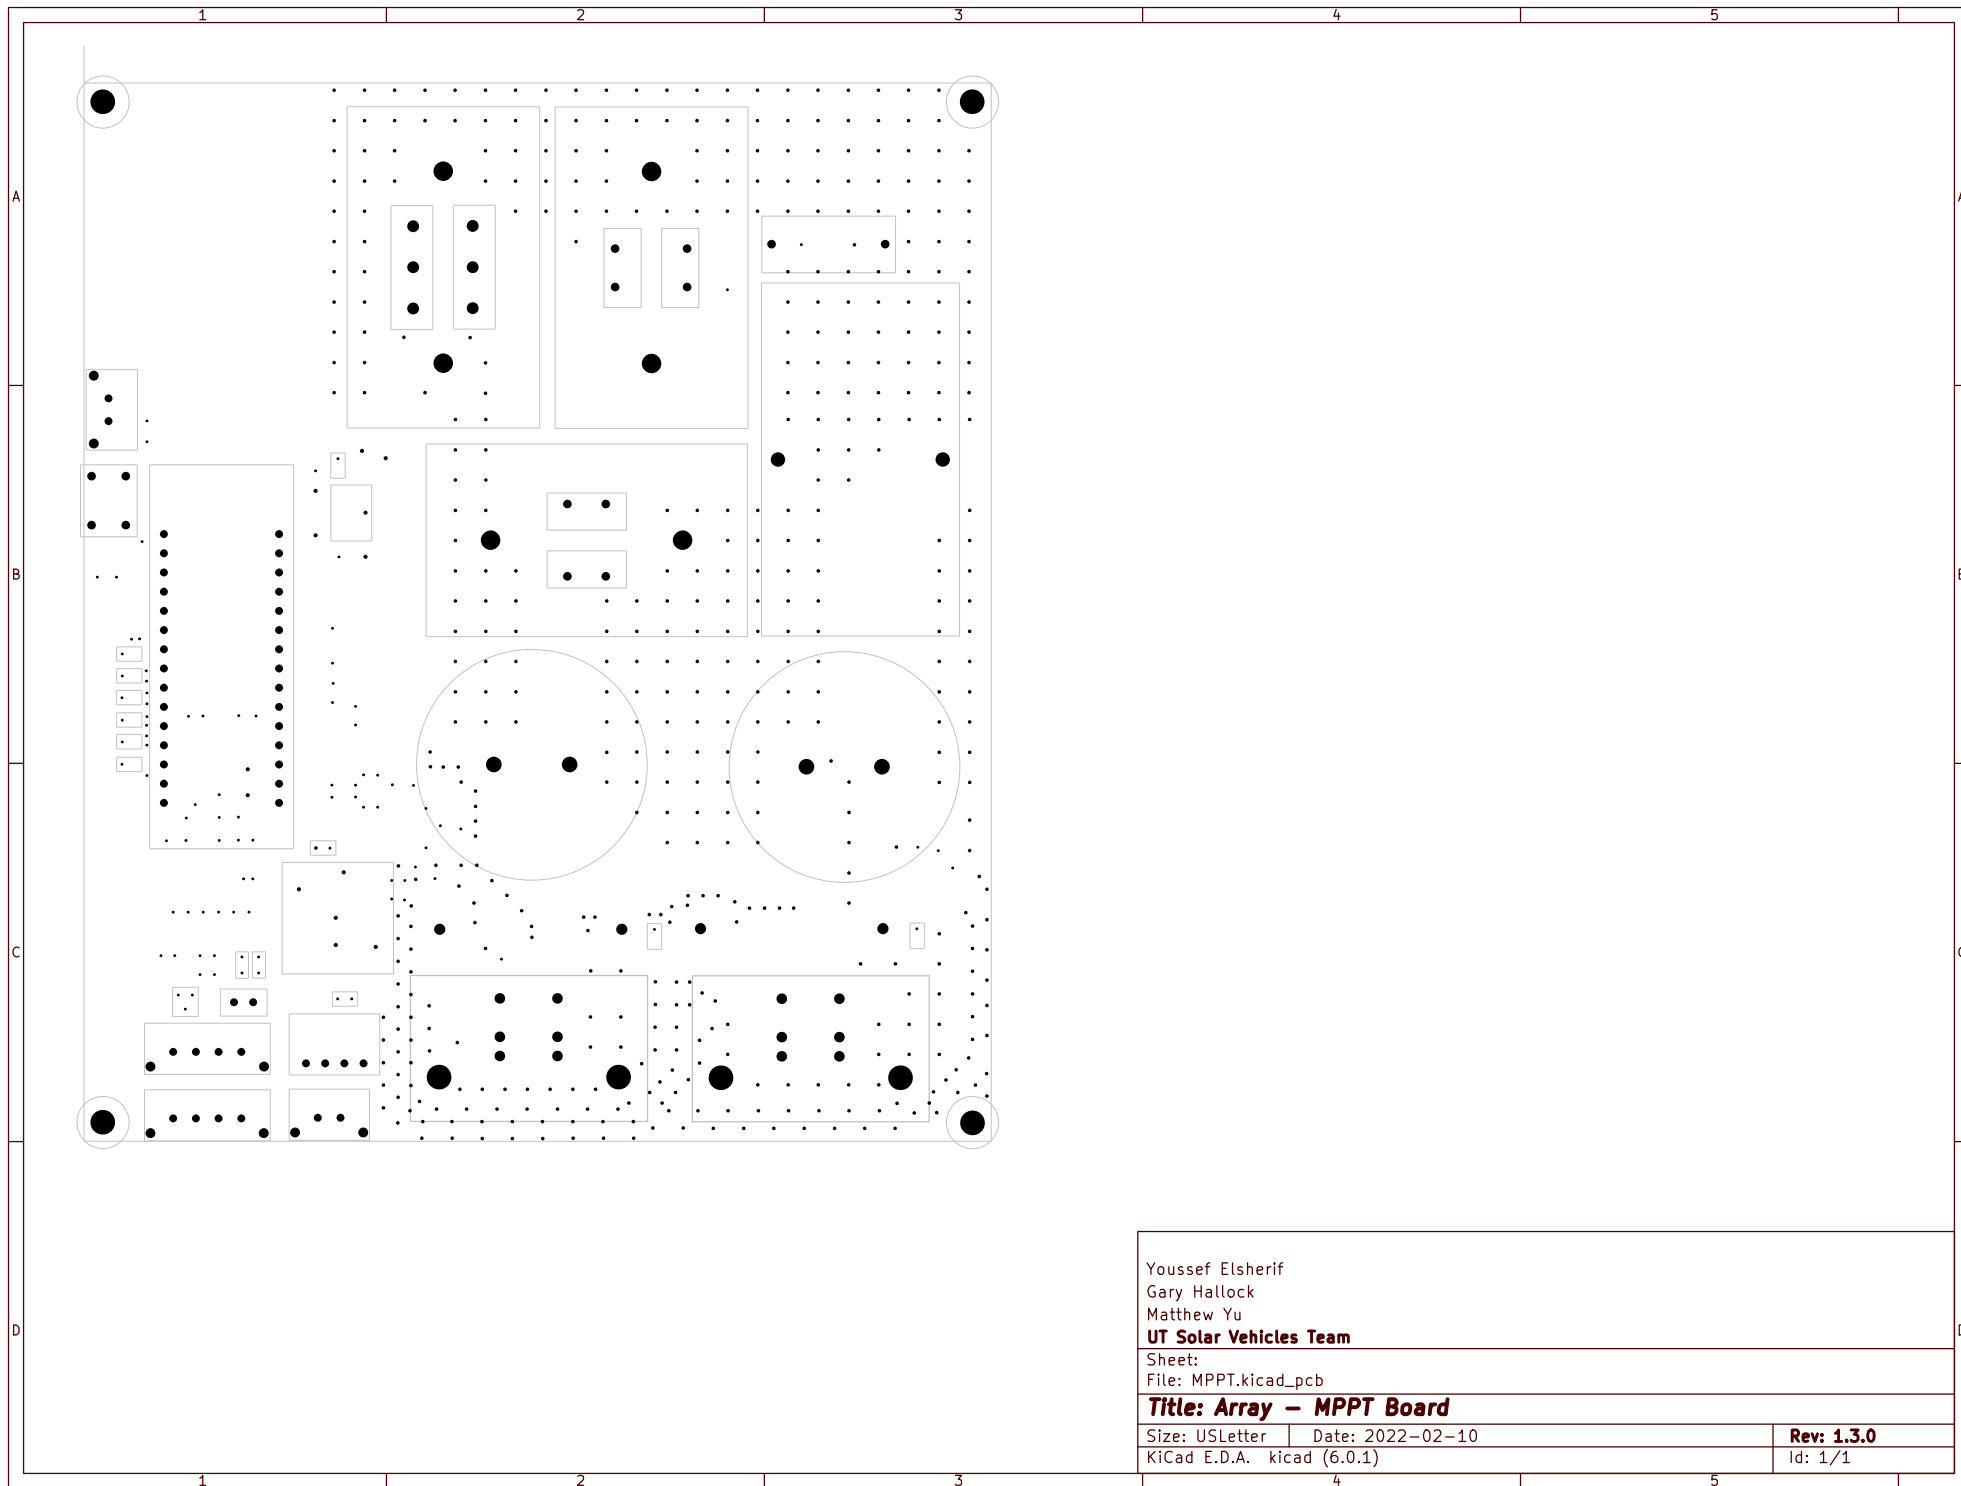 1 2 3 4 5
A A
B B
C C
D D
Youssef Elsherif
Gary Hallock
Matthew Yu
UT Solar Vehicles Team
Sheet:
File: MPPT.kicad_pcb
Title: Array – MPPT Board
Size: USLetter Date: 2022–02–10 Rev: 1.3.0
KiCad E.D.A. kicad (6.0.1) Id: 1/1
1 2 3 4 5